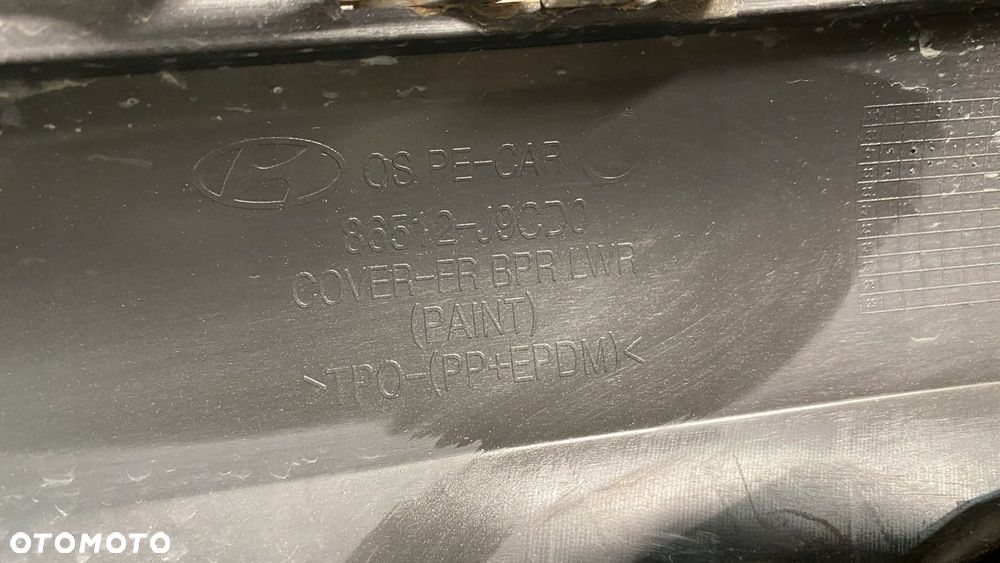 OS PE-CAR
86512-J9CD0
COVER-FR BPR LWR
(PAINT)
>TPO-(PP+EPDM)<
OTOMOTO